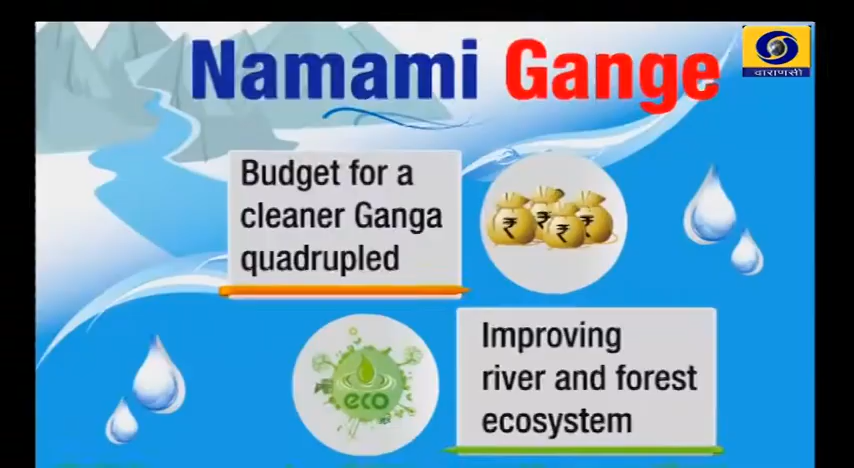 Namami Gange
वाराणसी
Budget for a
cleaner Ganga
quadrupled
₹ ₹ ₹ ₹
Improving
river and forest
ecosystem
eco